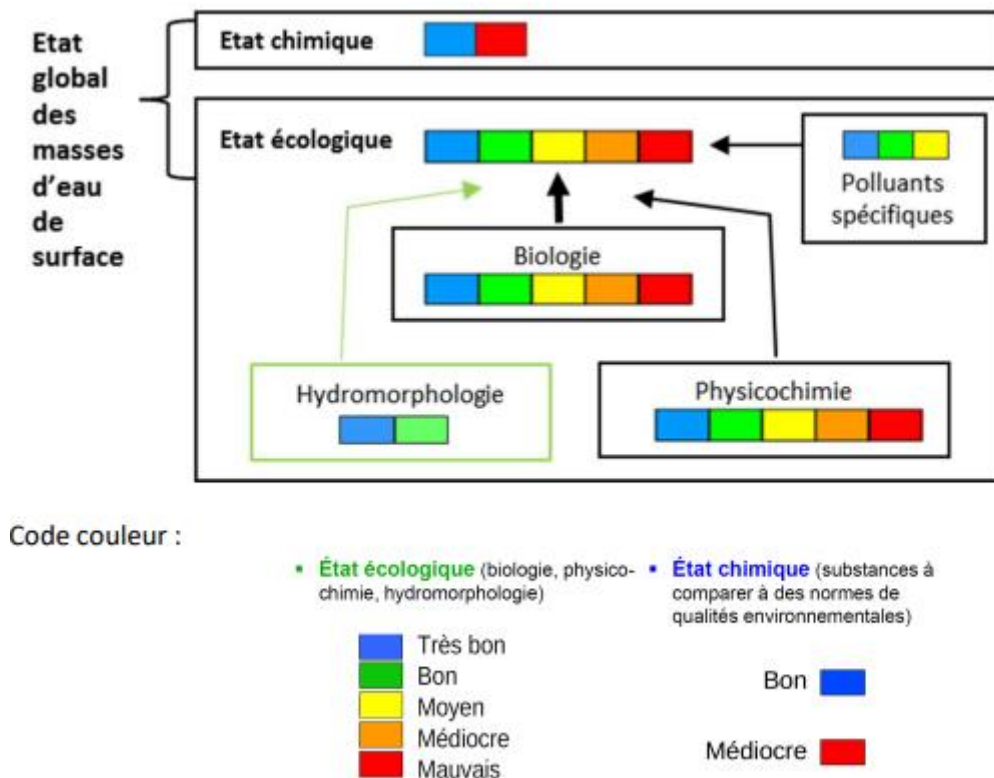 Etat
global
des
masses
d'eau
de
surface
Etat chimique
Etat écologique
Polluants
spécifiques
Biologie
Hydromorphologie
Physicochimie
Code couleur :
▪ État écologique (biologie, physico-
chimie, hydromorphologie)
Très bon
Bon
Moyen
Médiocre
Mauvais
▪ État chimique (substances à
comparer à des normes de
qualités environnementales)
Bon
Médiocre